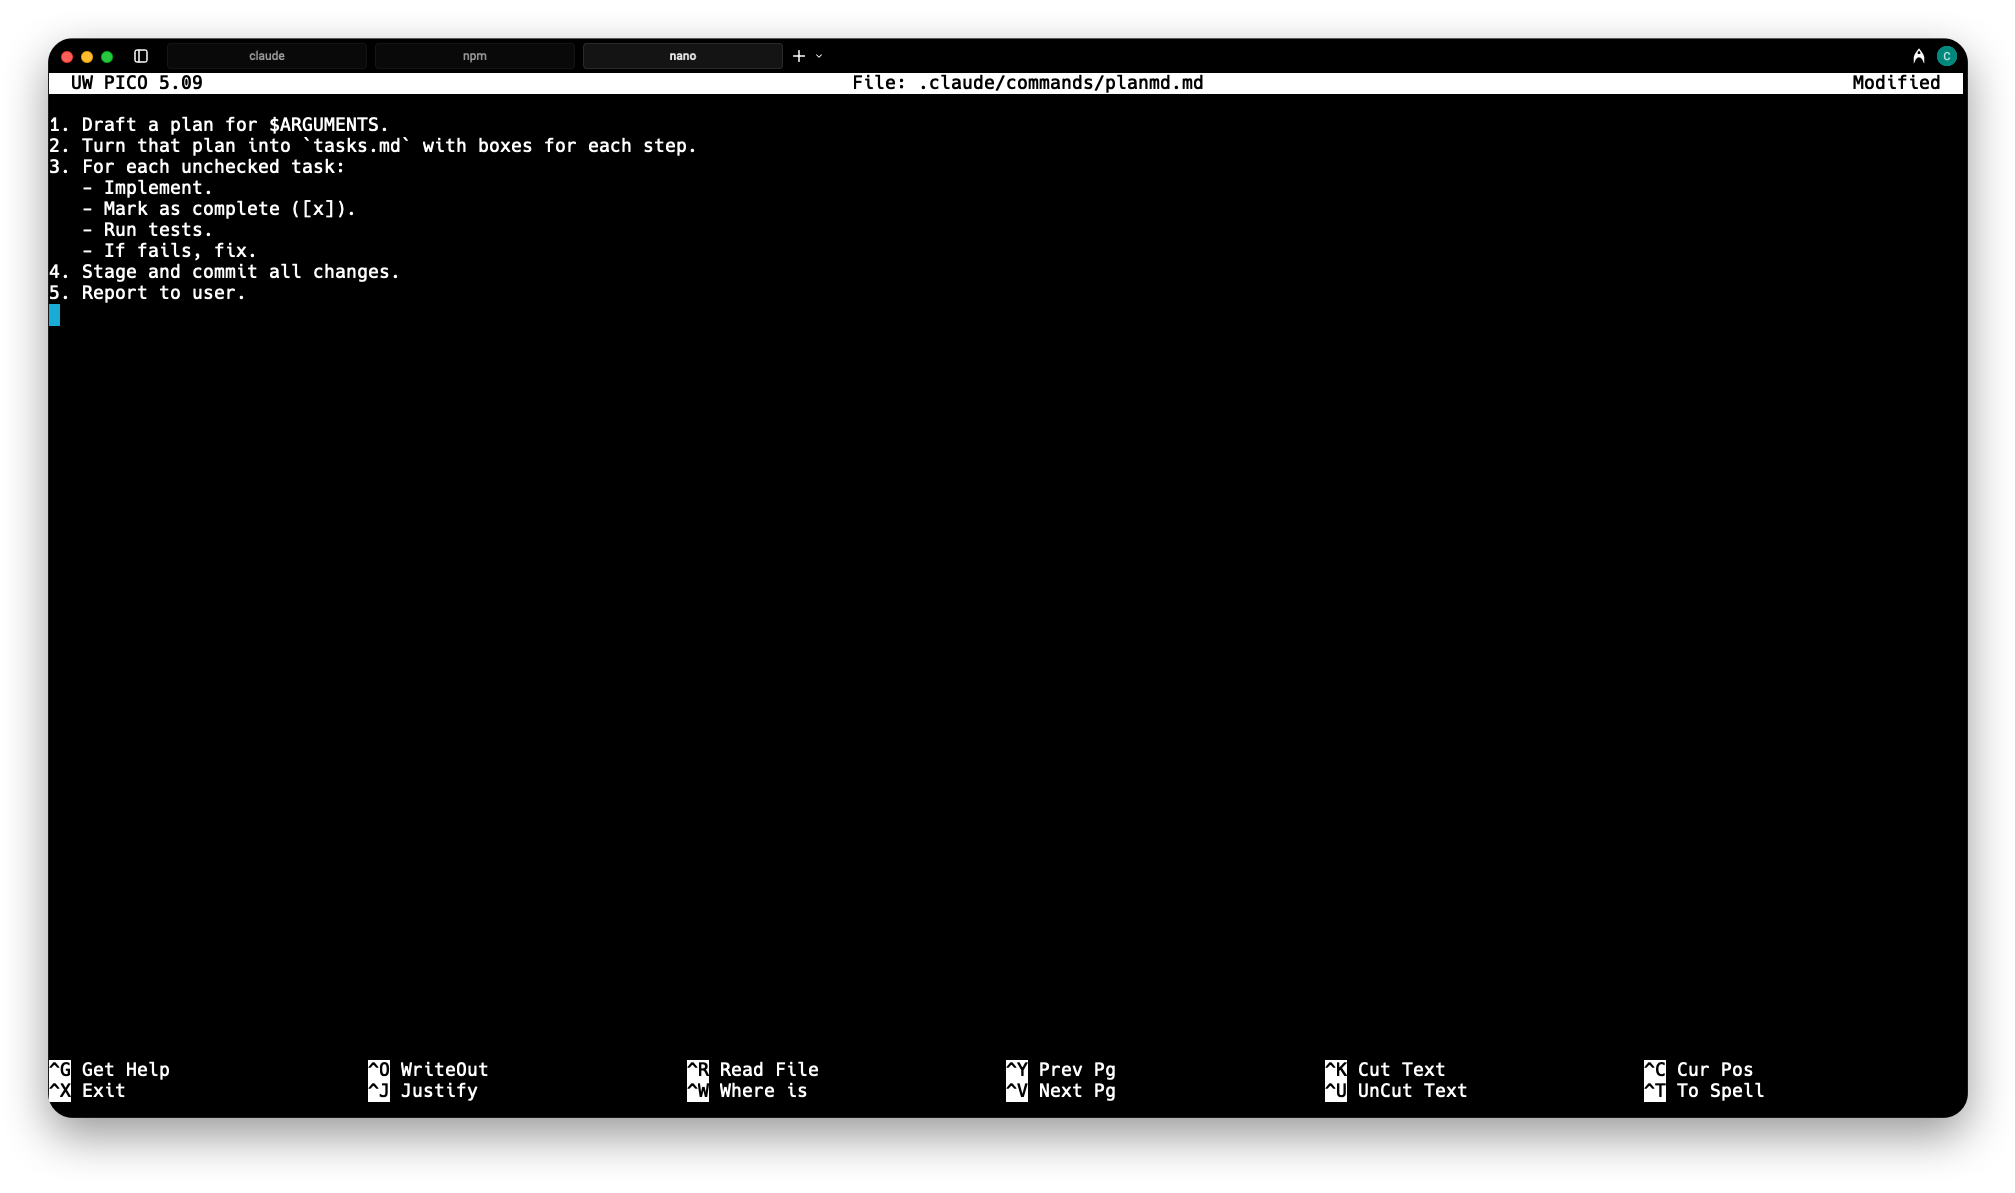 claude npm nano
C
UW PICO 5.09 File: .claude/commands/planmd.md Modified
1. Draft a plan for $ARGUMENTS.
2. Turn that plan into `tasks.md` with boxes for each step.
3. For each unchecked task:
   - Implement.
   - Mark as complete ([x]).
   - Run tests.
   - If fails, fix.
4. Stage and commit all changes.
5. Report to user.
^G Get Help ^O WriteOut ^R Read File ^Y Prev Pg ^K Cut Text ^C Cur Pos
^X Exit ^J Justify ^W Where is ^V Next Pg ^U UnCut Text ^T To Spell